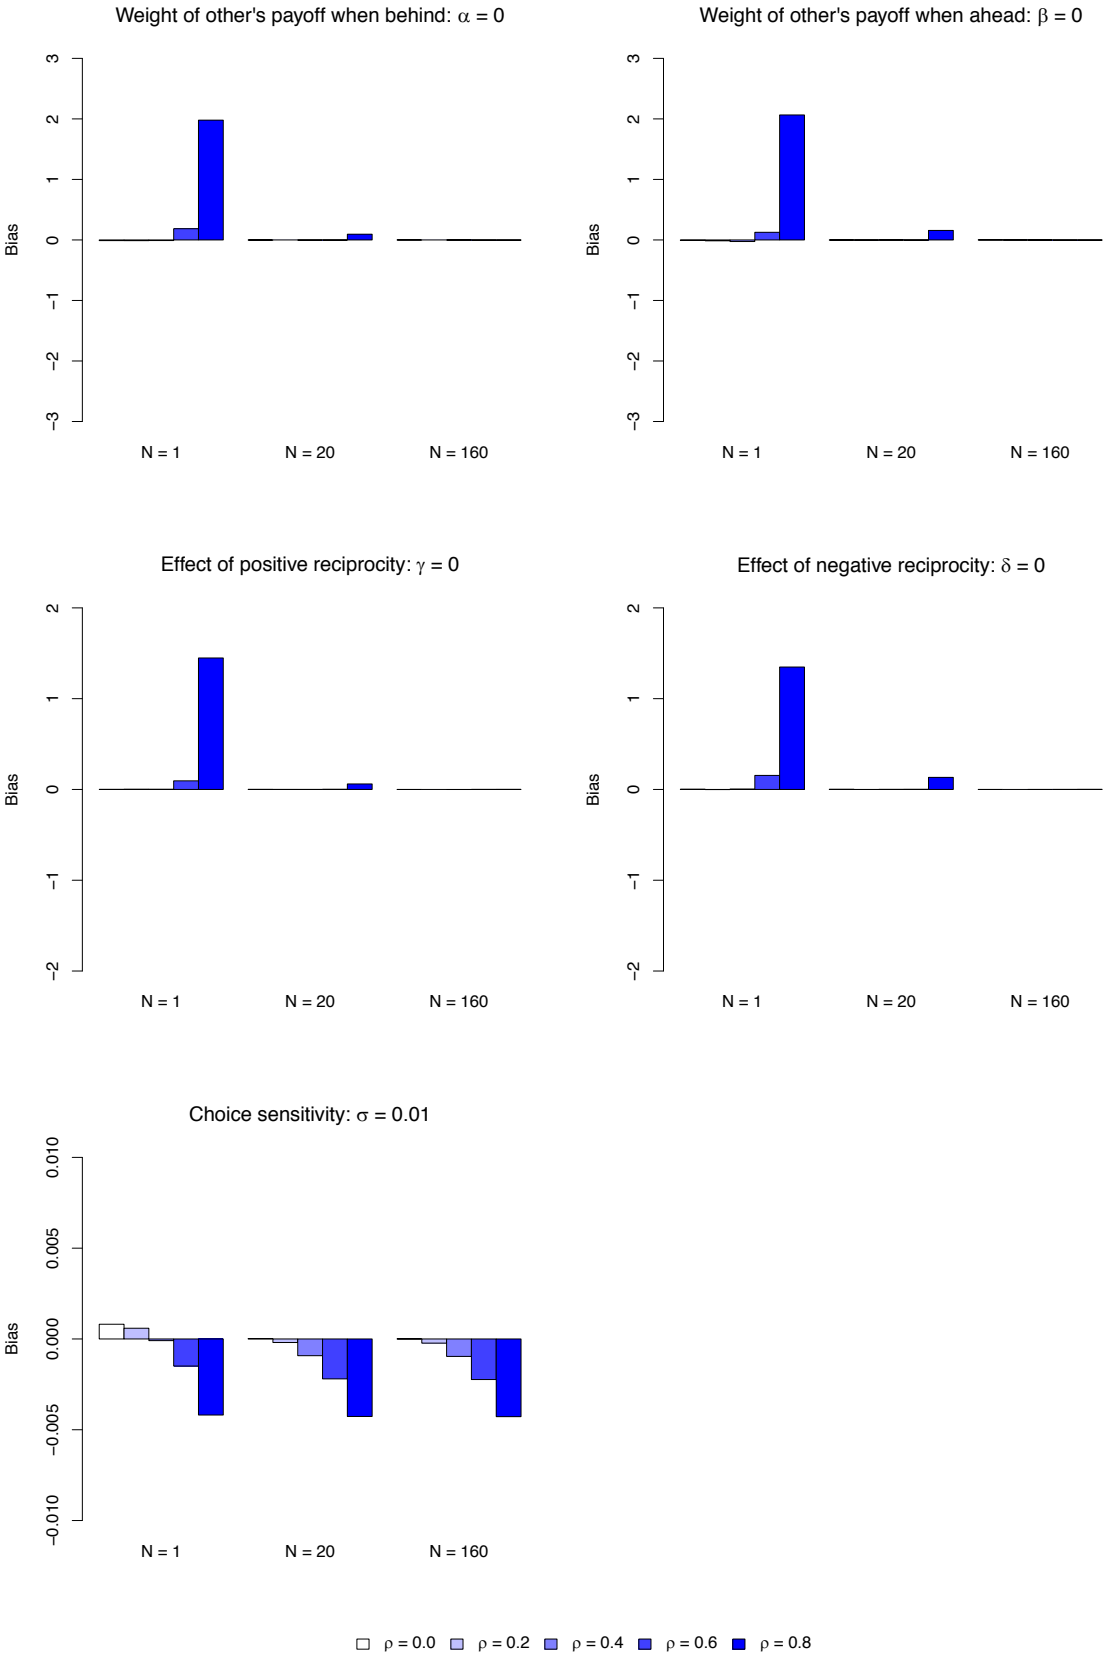 Weight of other's payoff when behind: α = 0
3
2
1
0
−1
−2
−3
Bias
N = 1 N = 20 N = 160
Weight of other's payoff when ahead: β = 0
3
2
1
0
−1
−2
−3
Bias
N = 1 N = 20 N = 160
Effect of positive reciprocity: γ = 0
2
1
0
−1
−2
Bias
N = 1 N = 20 N = 160
Effect of negative reciprocity: δ = 0
2
1
0
−1
−2
Bias
N = 1 N = 20 N = 160
Choice sensitivity: σ = 0.01
0.010
0.005
0.000
−0.005
−0.010
Bias
N = 1 N = 20 N = 160
ρ = 0.0 ρ = 0.2 ρ = 0.4 ρ = 0.6 ρ = 0.8